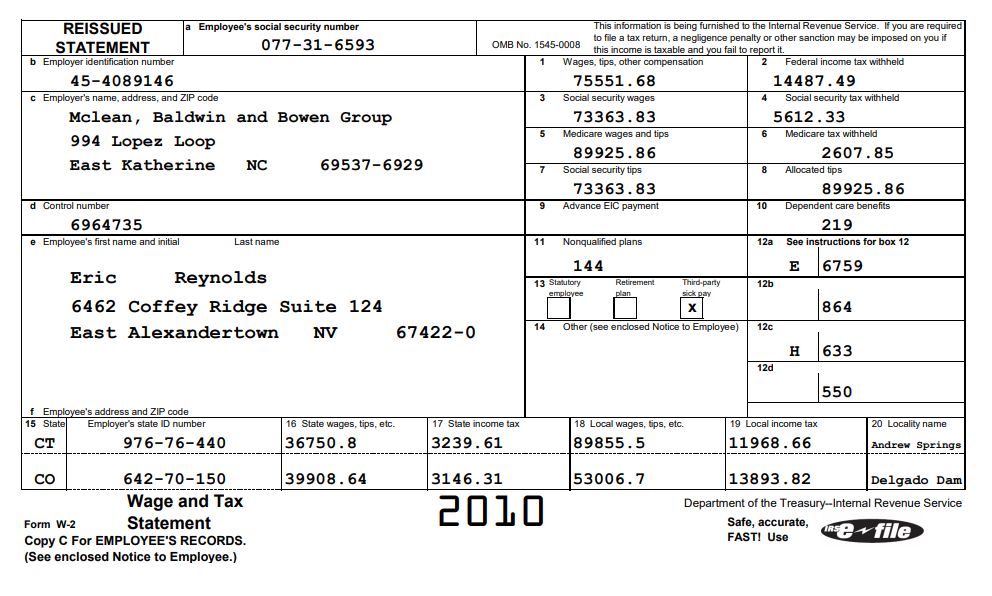 REISSUED
STATEMENT
a Employee's social security number
077-31-6593
OMB No. 1545-0008
This information is being furnished to the Internal Revenue Service. If you are required
to file a tax return, a negligence penalty or other sanction may be imposed on you if
this income is taxable and you fail to report it.
b Employer identification number
45-4089146
1 Wages, tips, other compensation
75551.68
2 Federal income tax withheld
14487.49
c Employer's name, address, and ZIP code
Mclean, Baldwin and Bowen Group
994 Lopez Loop
East Katherine NC 69537-6929
3 Social security wages
73363.83
4 Social security tax withheld
5612.33
5 Medicare wages and tips
89925.86
6 Medicare tax withheld
2607.85
7 Social security tips
73363.83
8 Allocated tips
89925.86
d Control number
6964735
9 Advance EIC payment
10 Dependent care benefits
219
e Employee's first name and initial Last name
Eric Reynolds
6462 Coffey Ridge Suite 124
East Alexandertown NV 67422-0
11 Nonqualified plans
144
12a See instructions for box 12
E 6759
13 Statutory employee
Retirement plan
Third-party sick pay
x
12b
864
14 Other (see enclosed Notice to Employee)
12c
H 633
12d
550
f Employee's address and ZIP code
15 State Employer's state ID number 16 State wages, tips, etc. 17 State income tax 18 Local wages, tips, etc. 19 Local income tax 20 Locality name
CT 976-76-440 36750.8 3239.61 89855.5 11968.66 Andrew Springs
CO 642-70-150 39908.64 3146.31 53006.7 13893.82 Delgado Dam
Wage and Tax
Statement
Form W-2
Copy C For EMPLOYEE'S RECORDS.
(See enclosed Notice to Employee.)
2010
Department of the Treasury--Internal Revenue Service
Safe, accurate,
FAST! Use
IRS e-file